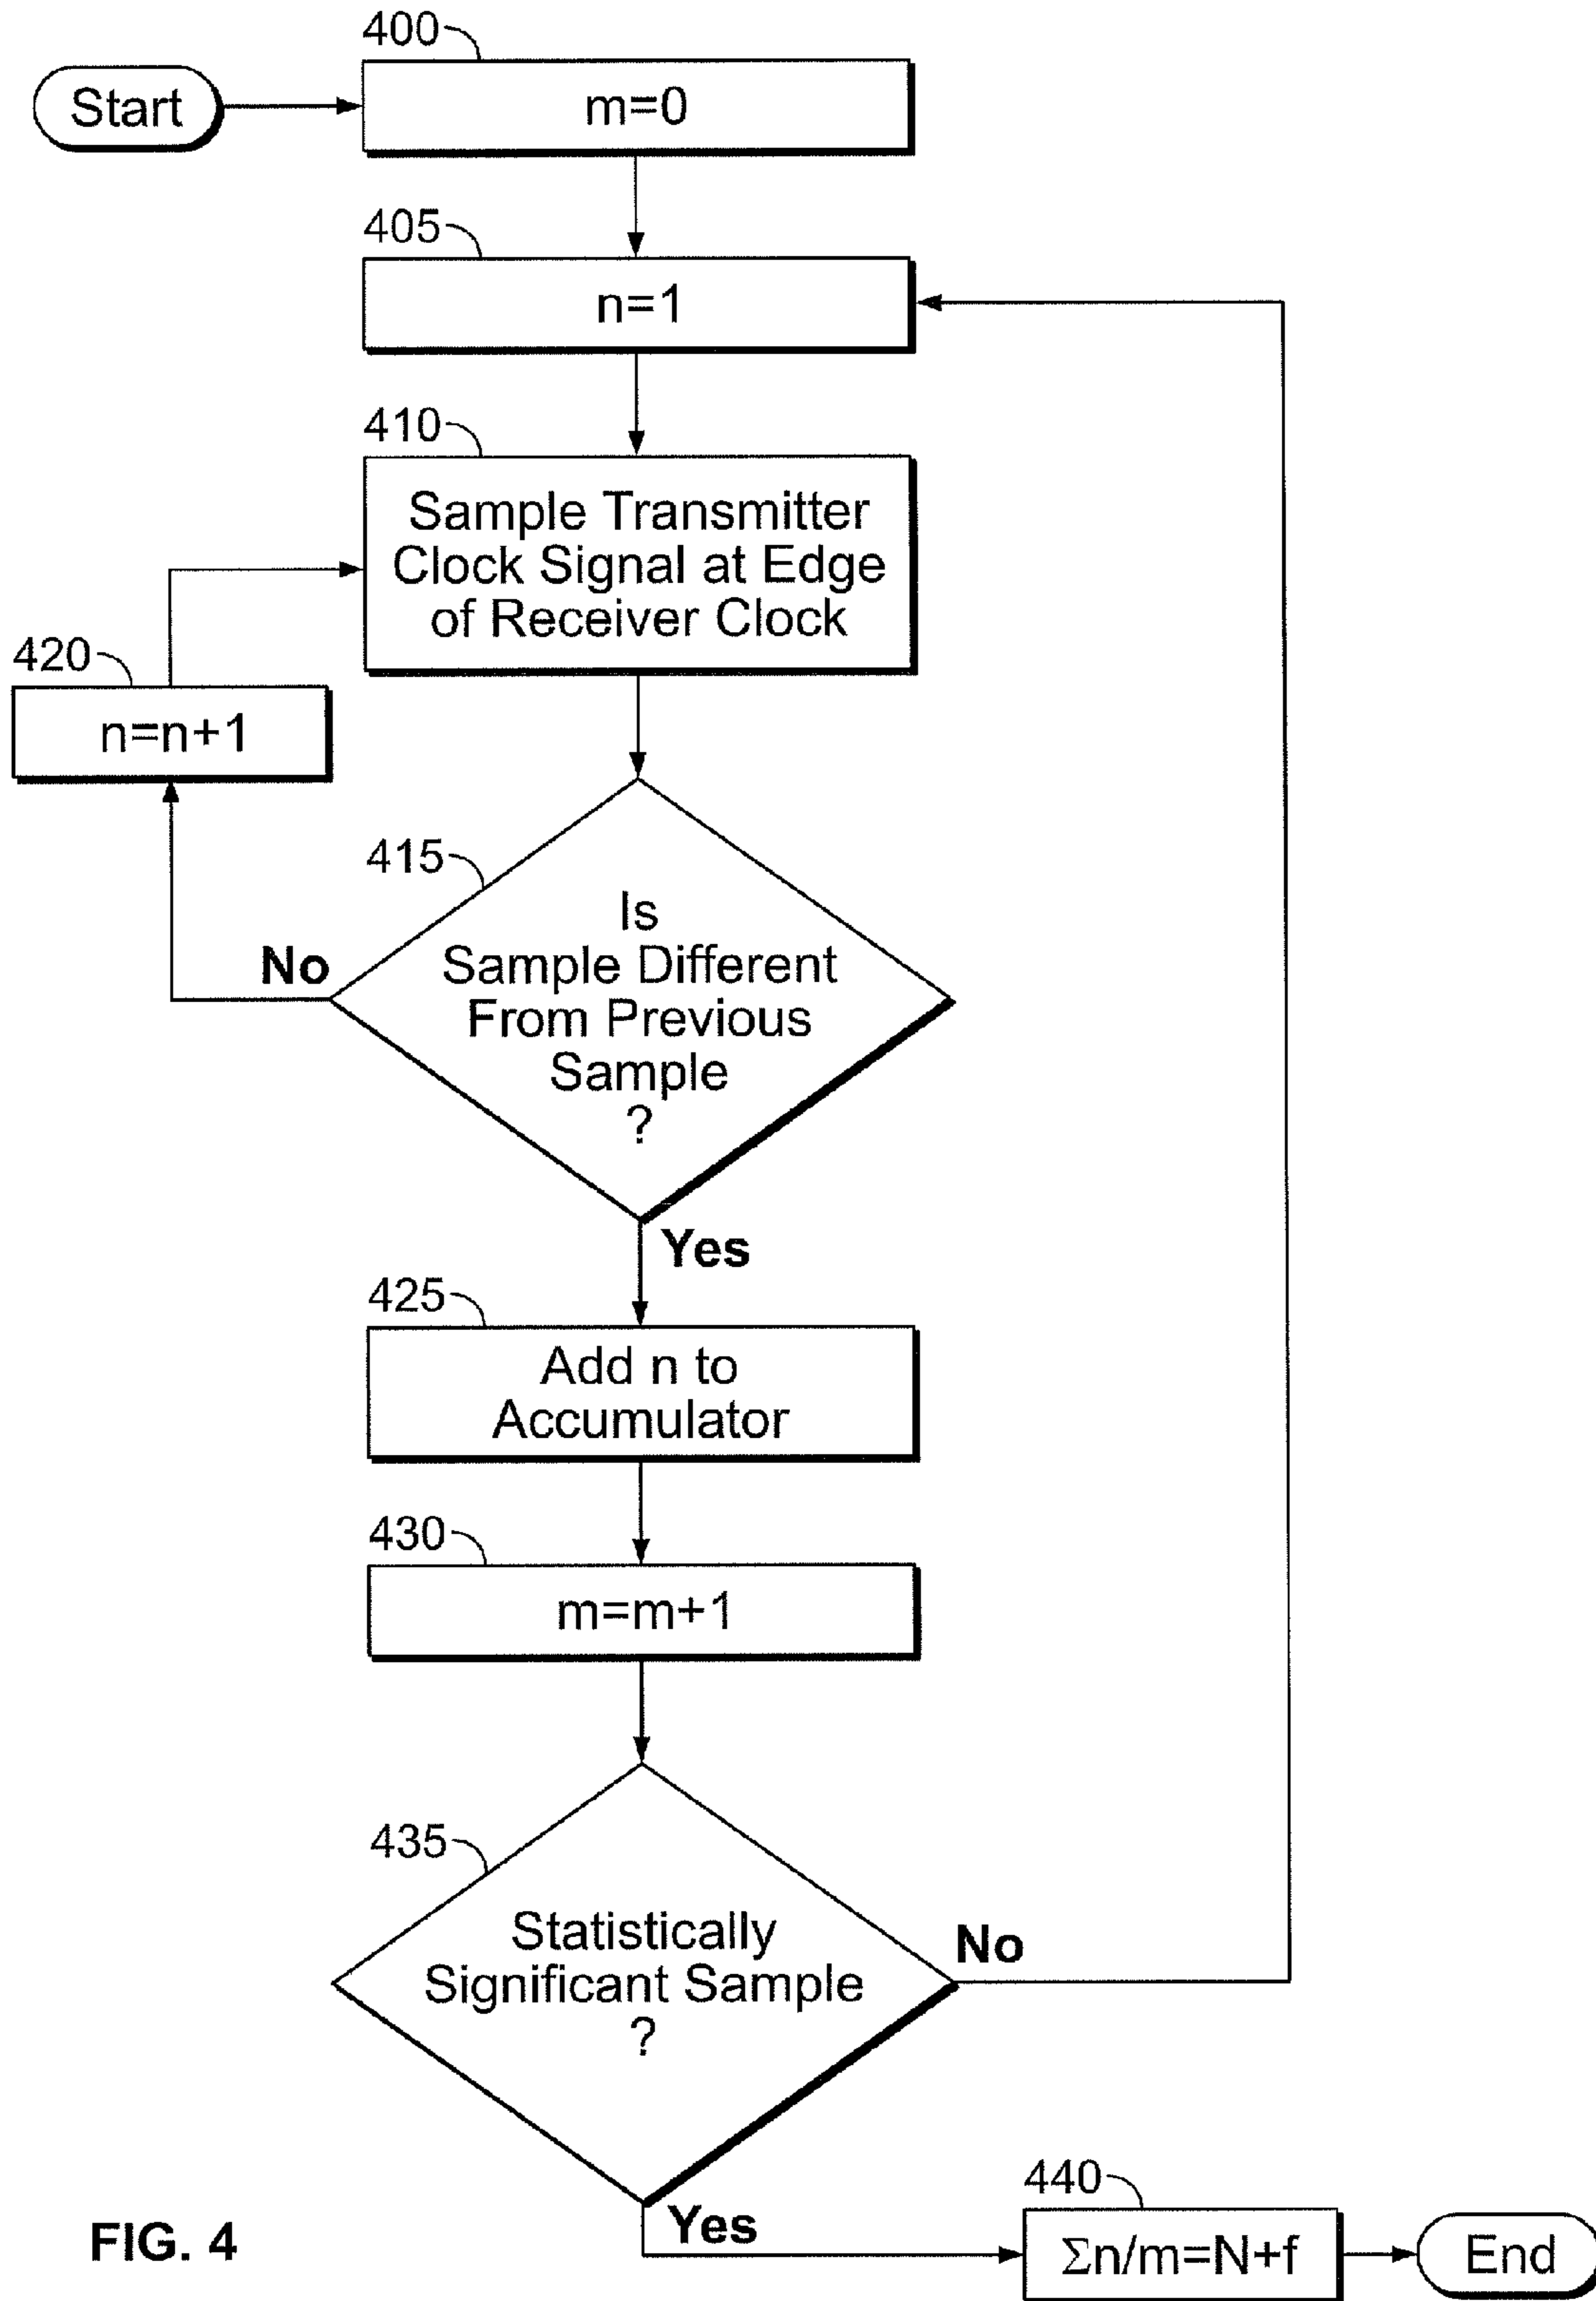 400
Start
m=0
405
n=1
410
Sample Transmitter
Clock Signal at Edge
of Receiver Clock
420
n=n+1
415
Is
Sample Different
From Previous
Sample
?
No
Yes
425
Add n to
Accumulator
430
m=m+1
435
Statistically
Significant Sample
?
No
Yes
440
Σn/m=N+f
End
FIG. 4